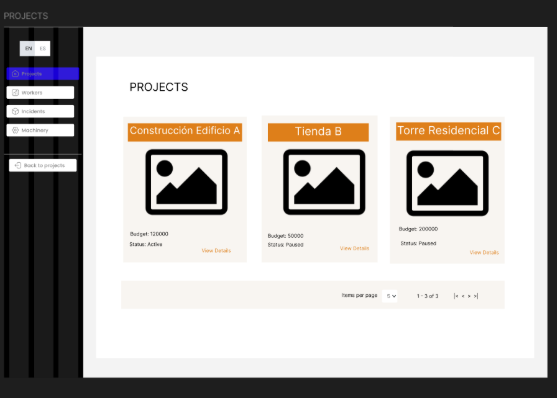 PROJECTS
EN ES
Projects
Workers
Incidents
Machinery
Back to projects
PROJECTS
Construcción Edificio A
Budget: 120000
Status: Activa
View Details
Tienda B
Budget: 50000
Status: Paused
View Details
Torre Residencial C
Budget: 200000
Status: Paused
View Details
Items per page 5 1 - 3 of 3 |< < > >|